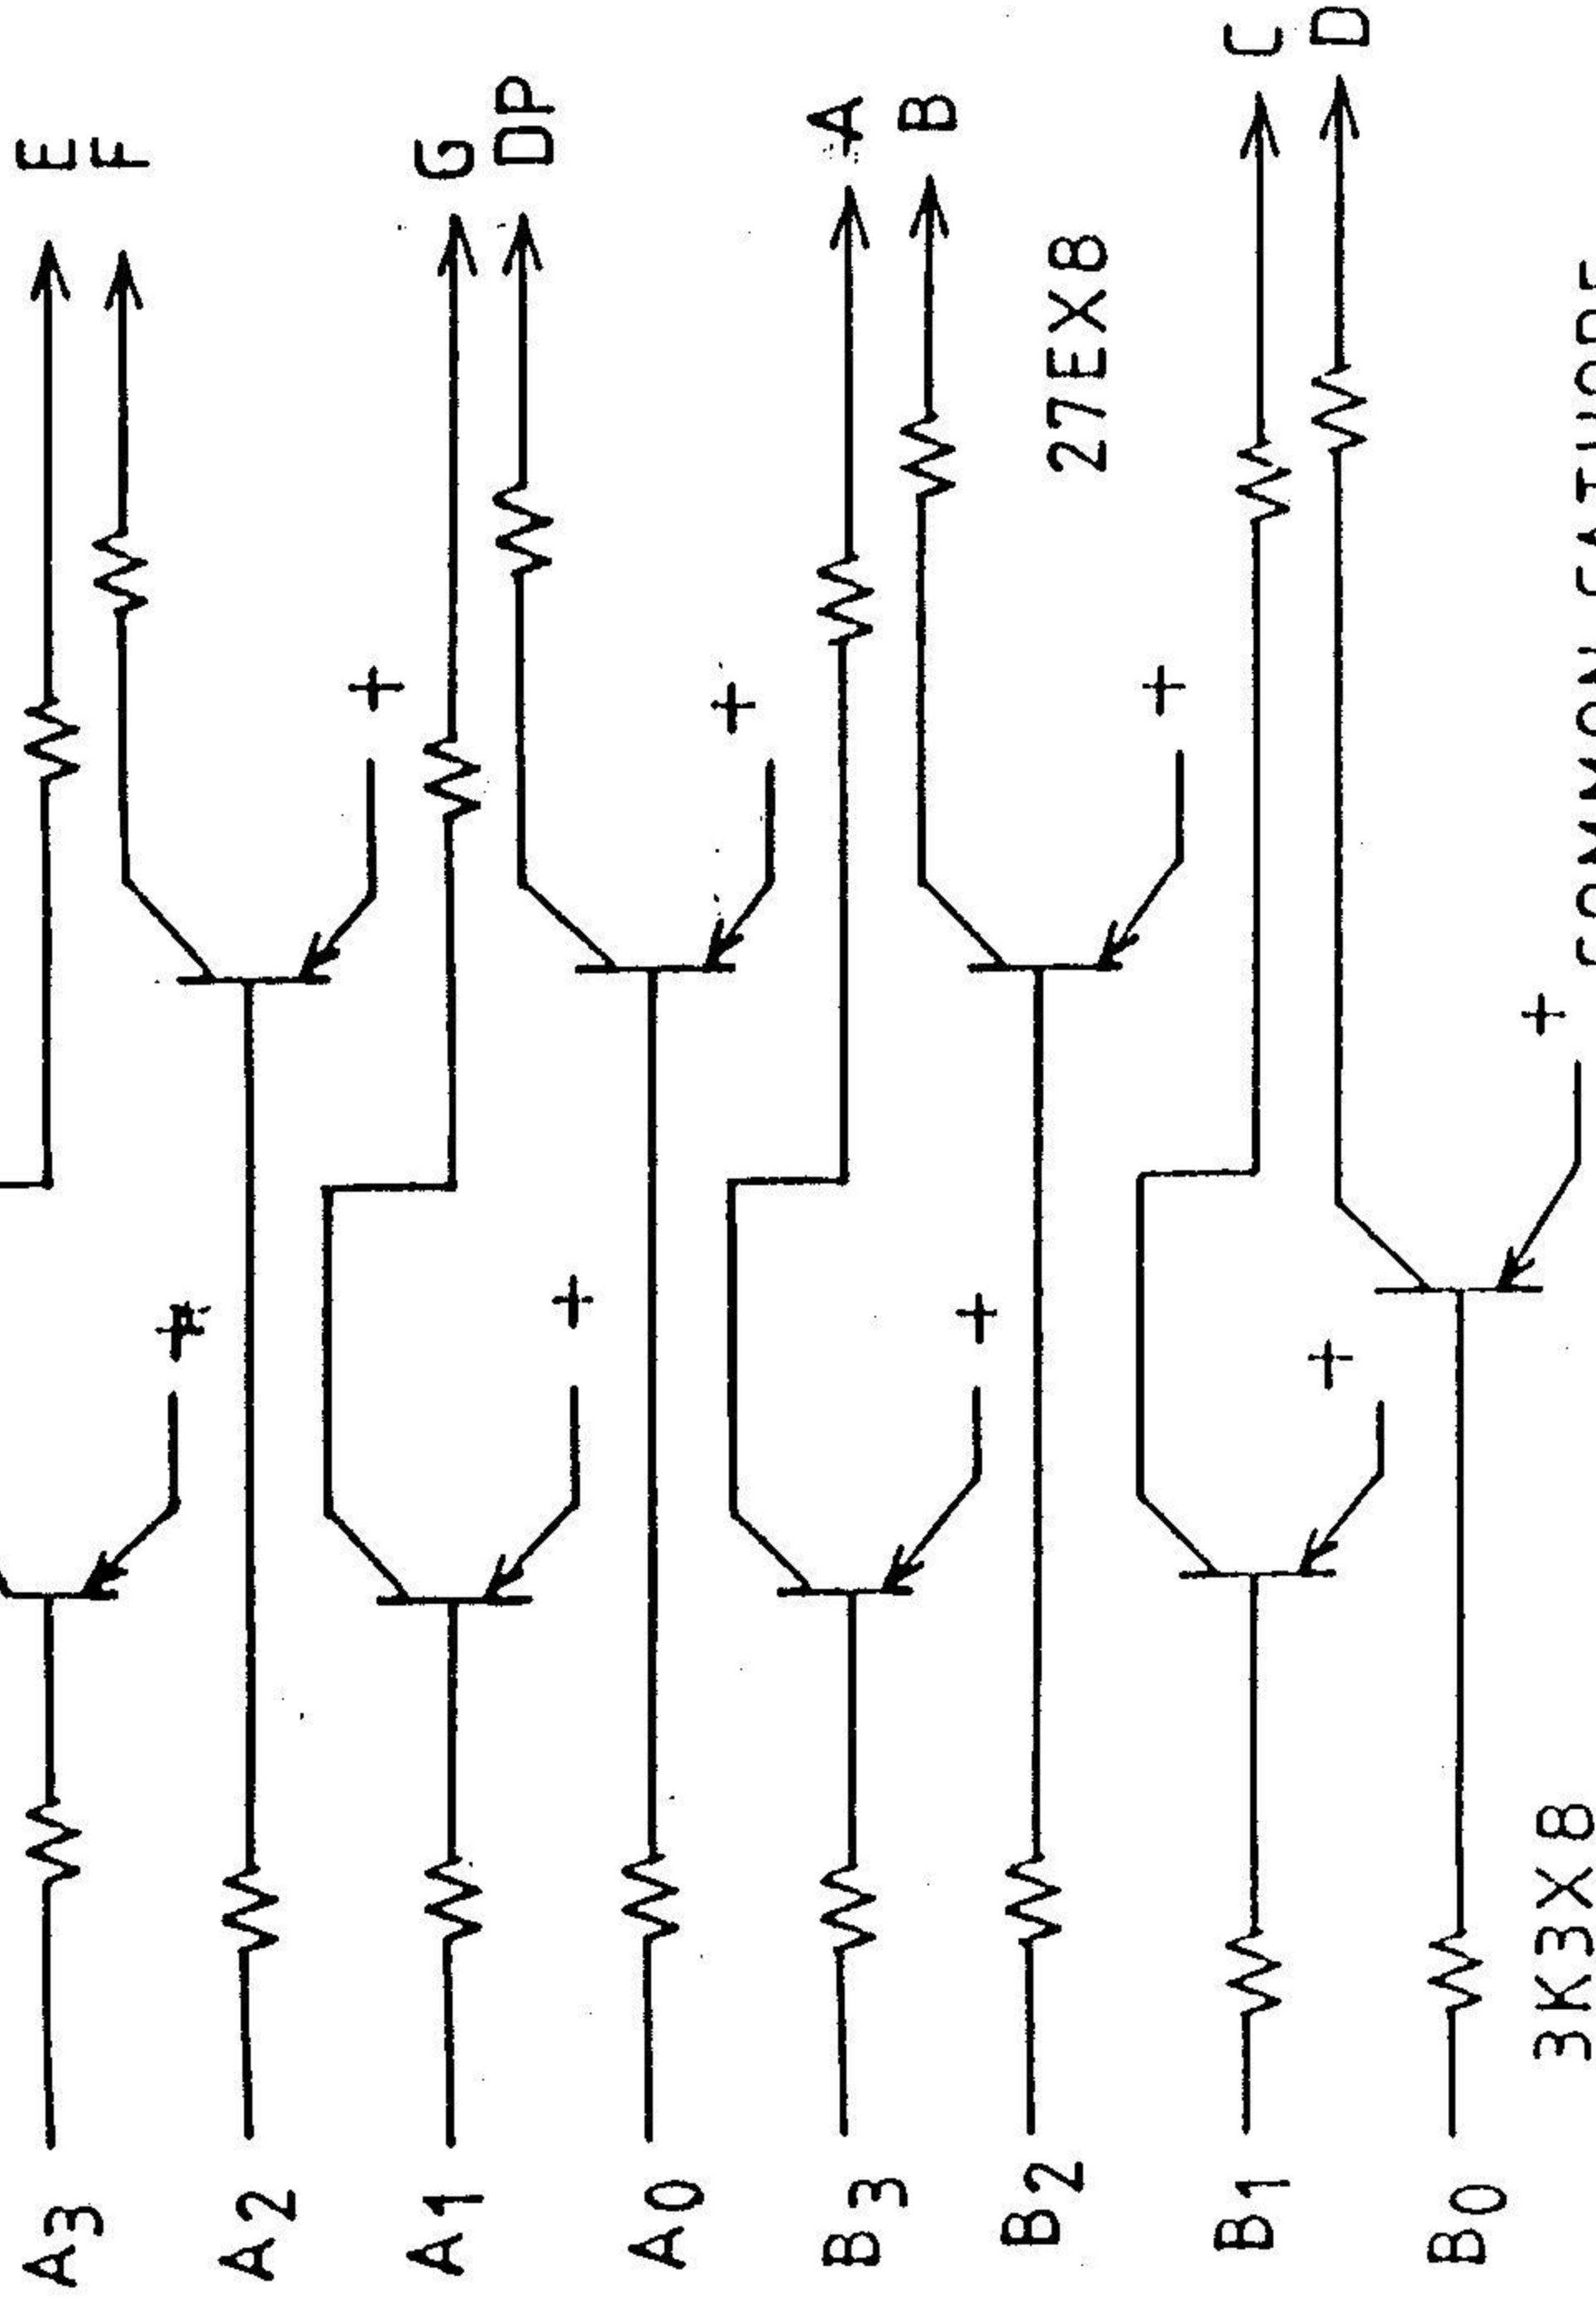 E
F
G
DP
A
B
27EX8
C
D
A3
A2
A1
A0
B3
B2
B1
B0
3K3X8
COMMON CATHODE